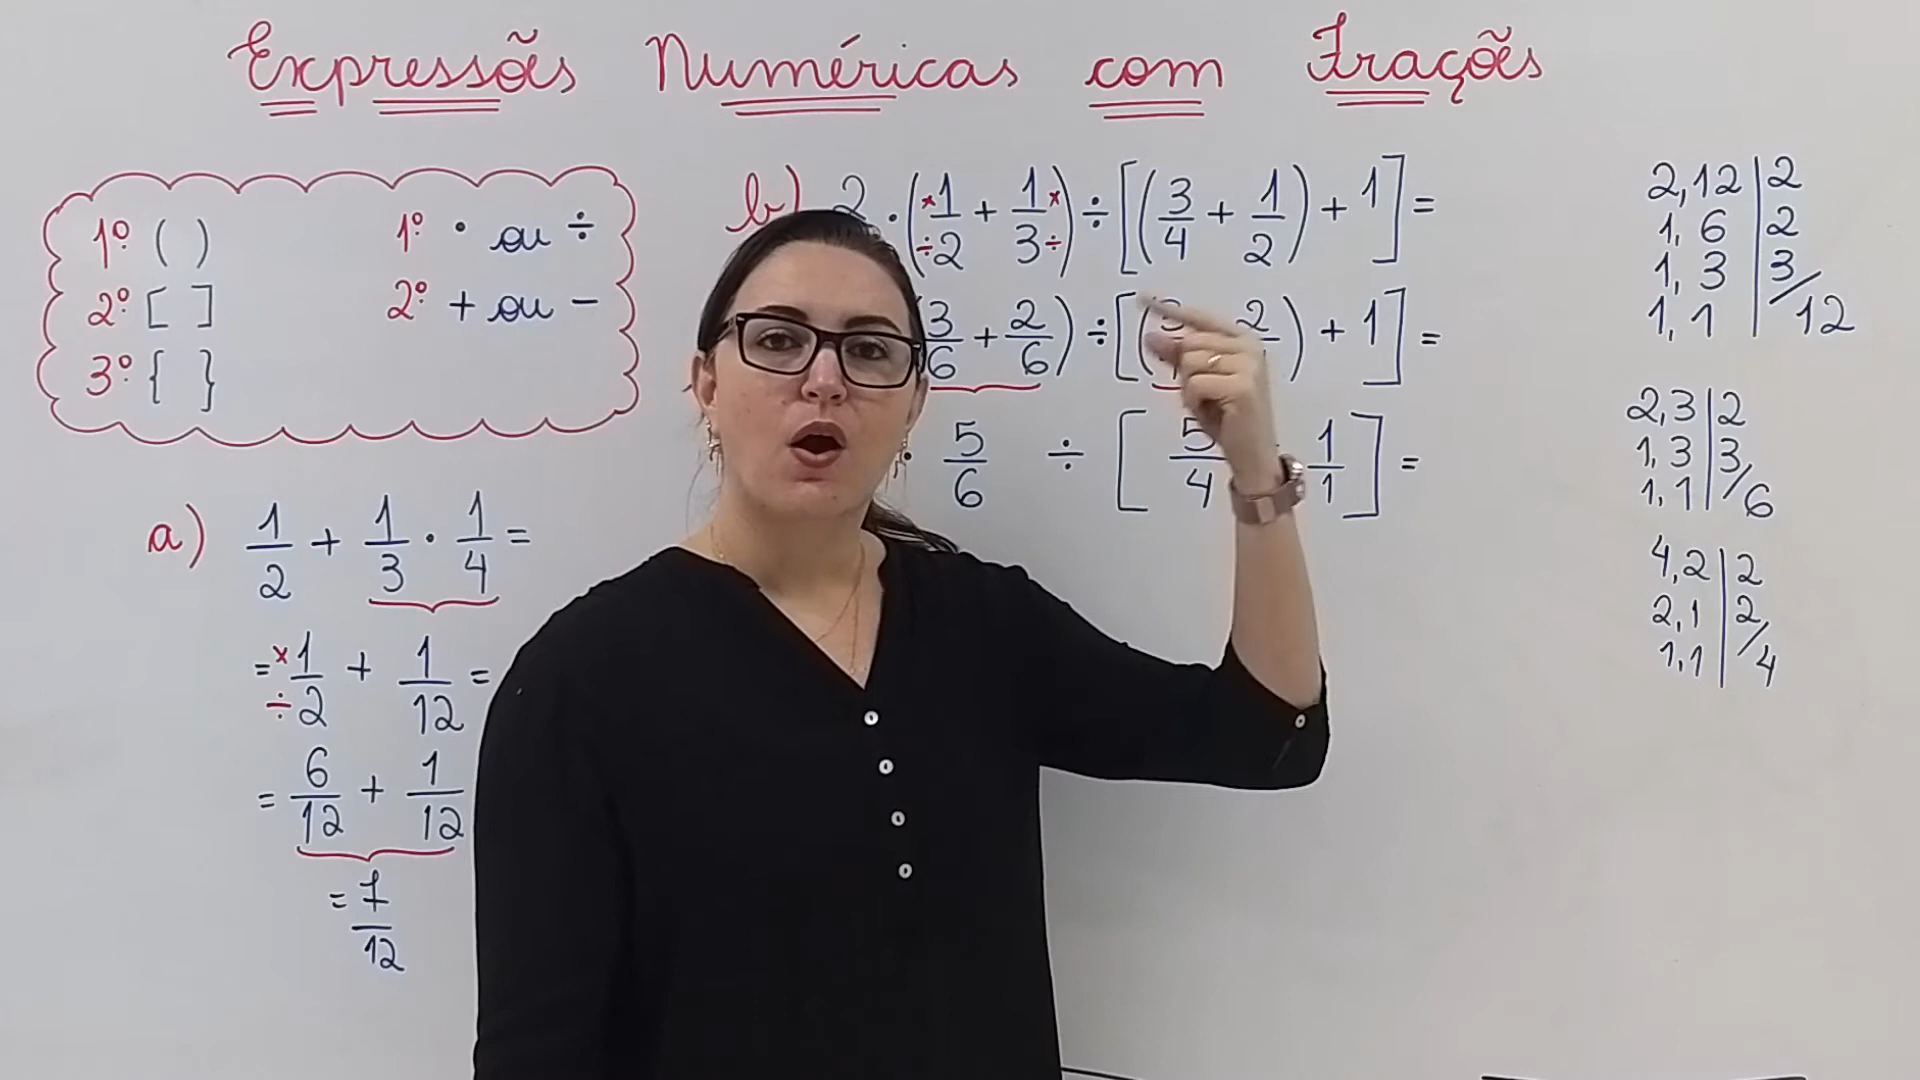 Expressões Numéricas com Frações
1º ( ) 1º · ou ÷
2º [ ] 2º + ou −
3º { }
a) 1/2 + 1/3 · 1/4 =
= ×1/÷2 + 1/12 =
= 6/12 + 1/12
= 7/12
b) 2 · (×1/÷2 + 1×/3÷) ÷ [(3/4 + 1/2) + 1] =
3/6 + 2/6) ÷ [(3 2 ) + 1] =
· 5/6 ÷ [5/4 1/1] =
2,12 | 2
1, 6 | 2
1, 3 | 3
1, 1 / 12
2,3 | 2
1,3 | 3
1,1 / 6
4,2 | 2
2,1 | 2
1,1 / 4